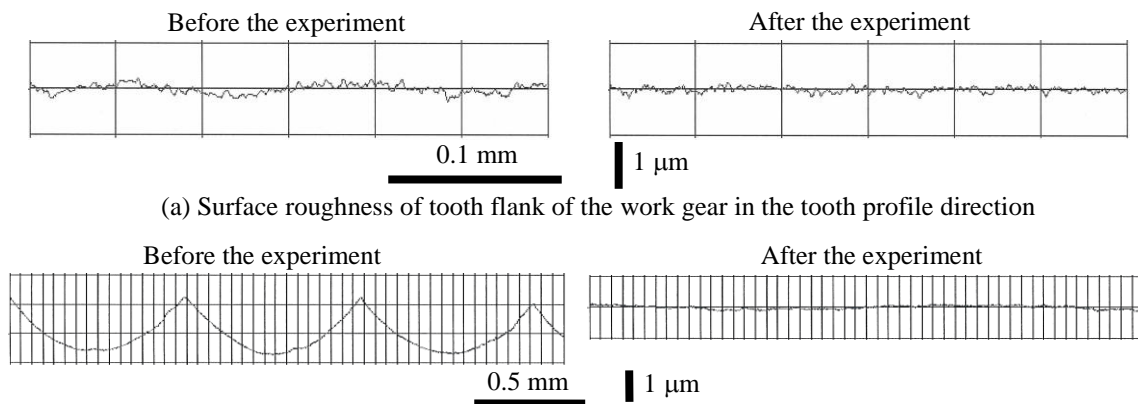 Before the experiment
After the experiment
0.1 mm
1 μm
(a) Surface roughness of tooth flank of the work gear in the tooth profile direction
Before the experiment
After the experiment
0.5 mm
1 μm